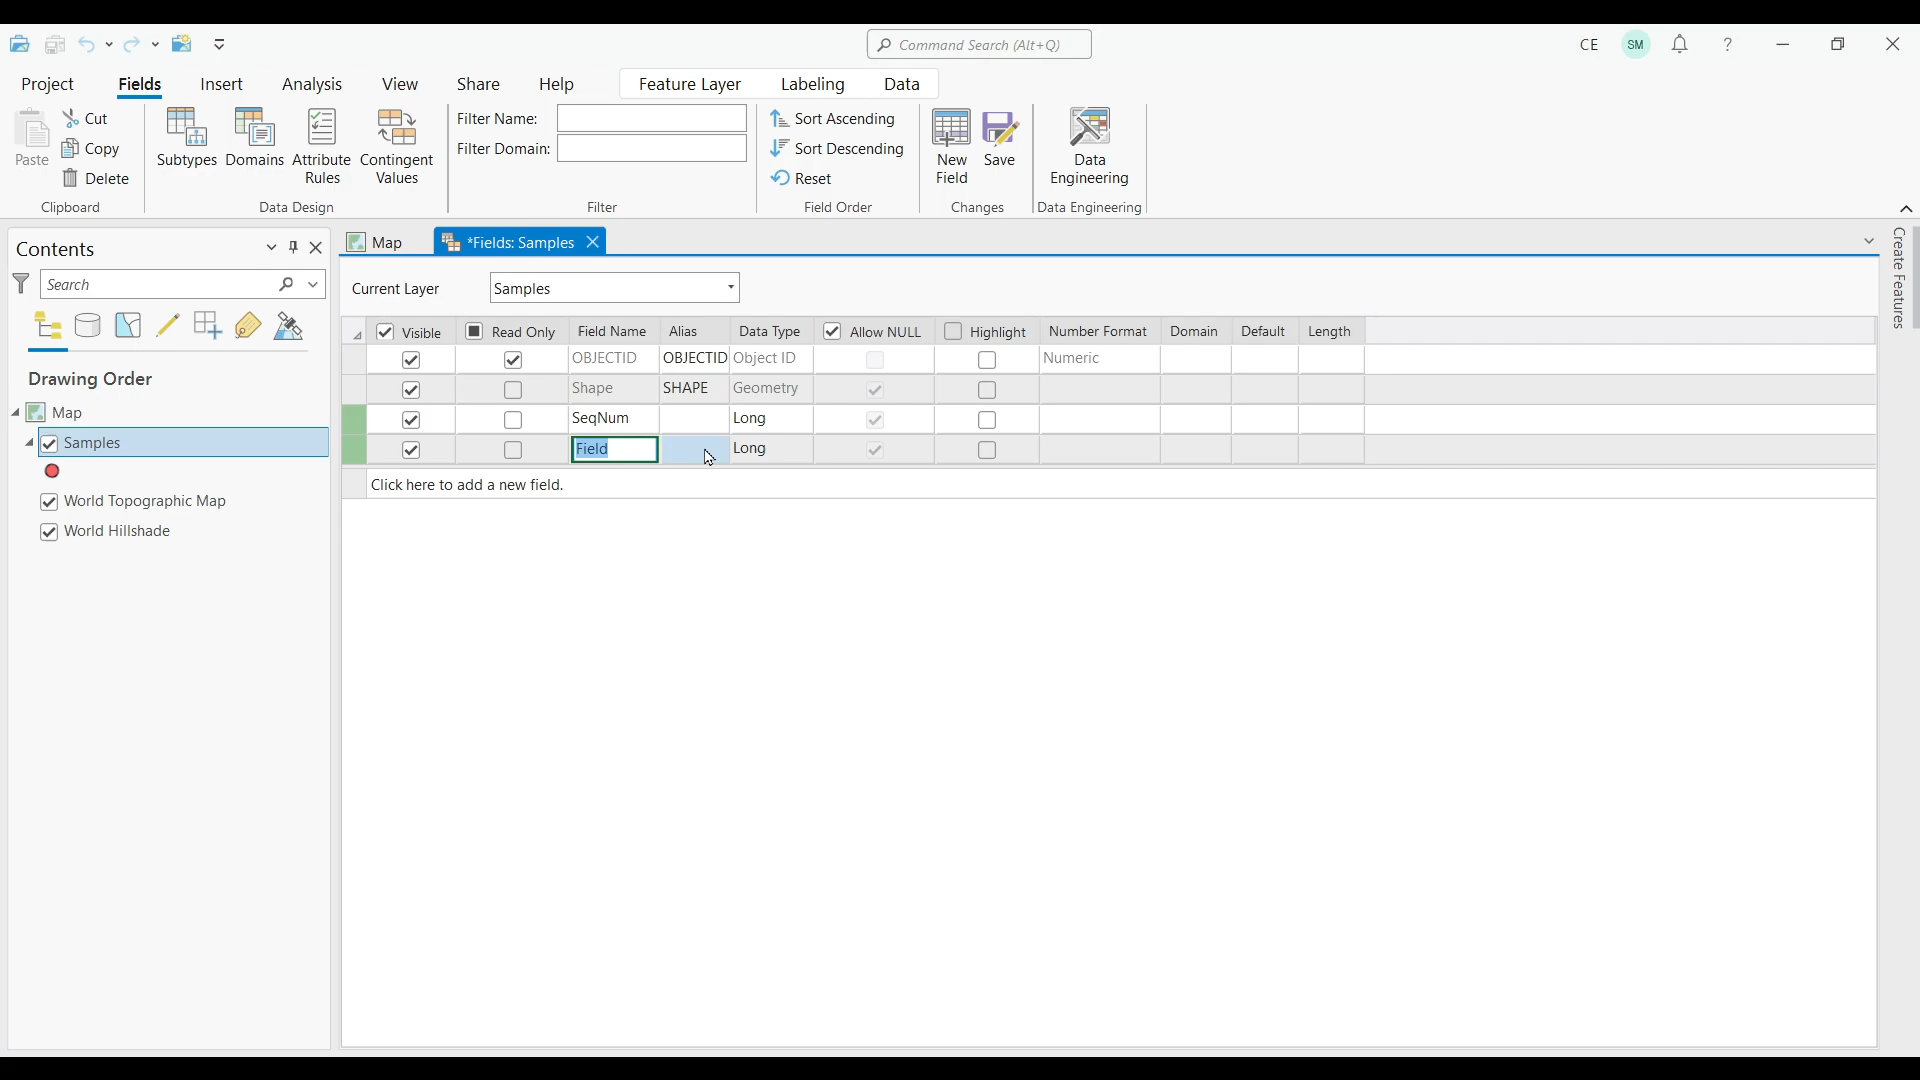 Command Search (Alt+Q)
CE
SM
?
Project
Fields
Insert
Analysis
View
Share
Help
Feature Layer
Labeling
Data
Paste
Cut
Copy
Delete
Clipboard
Subtypes
Domains
Attribute
Rules
Contingent
Values
Data Design
Filter Name:
Filter Domain:
Filter
Sort Ascending
Sort Descending
Reset
Field Order
New
Field
Save
Changes
Data
Engineering
Data Engineering
Contents
Search
Drawing Order
Map
Samples
World Topographic Map
World Hillshade
Map
*Fields: Samples
Current Layer
Samples
Visible Read Only Field Name Alias Data Type Allow NULL Highlight Number Format Domain Default Length
OBJECTID OBJECTID Object ID Numeric
Shape SHAPE Geometry
SeqNum Long
Field Long
Click here to add a new field.
Create Features